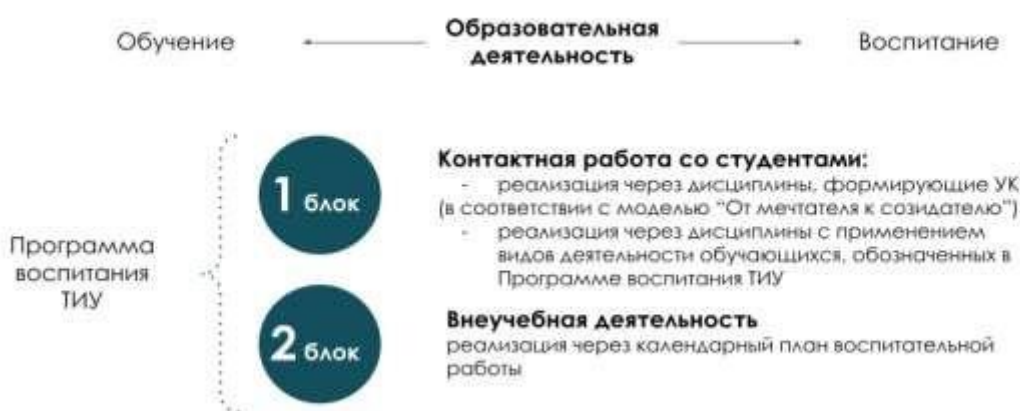 Обучение
Образовательная
деятельность
Воспитание
Программа
воспитания
ТИУ
1 блок
Контактная работа со студентами:
- реализация через дисциплины, формирующие УК
(в соответствии с моделью “От мечтателя к созидателю”)
- реализация через дисциплины с применением
видов деятельности обучающихся, обозначенных в
Программе воспитания ТИУ
2 блок
Внеучебная деятельность
реализация через календарный план воспитательной
работы